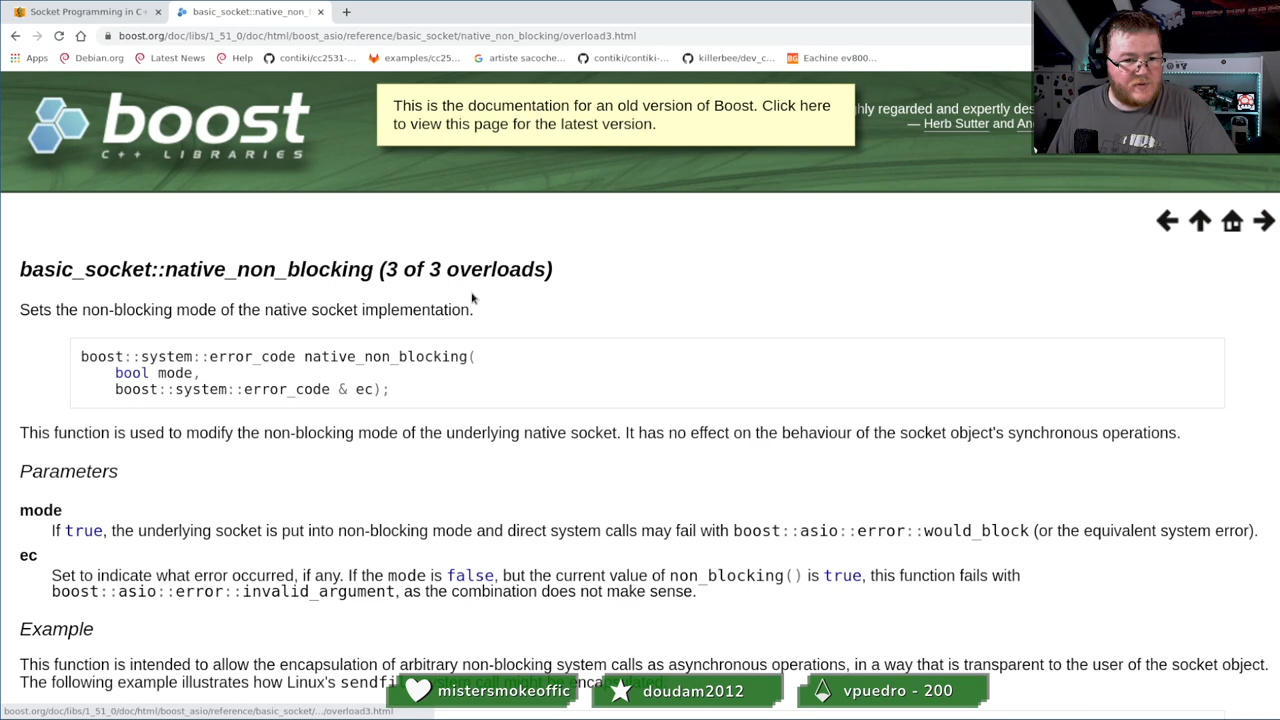 Socket Programming in C+
basic_socket::native_non_
boost.org/doc/libs/1_51_0/doc/html/boost_asio/reference/basic_socket/native_non_blocking/overload3.html
Apps Debian.org Latest News Help contiki/cc2531-... examples/cc25... artiste sacoche... contiki/contiki-... killerbee/dev_c... Eachine ev800...
boost
C++ LIBRARIES
This is the documentation for an old version of Boost. Click here
to view this page for the latest version.
hly regarded and expertly des
— Herb Sutter and An
basic_socket::native_non_blocking (3 of 3 overloads)
Sets the non-blocking mode of the native socket implementation.
boost::system::error_code native_non_blocking(
bool mode,
boost::system::error_code & ec);
This function is used to modify the non-blocking mode of the underlying native socket. It has no effect on the behaviour of the socket object's synchronous operations.
Parameters
mode
If true, the underlying socket is put into non-blocking mode and direct system calls may fail with boost::asio::error::would_block (or the equivalent system error).
ec
Set to indicate what error occurred, if any. If the mode is false, but the current value of non_blocking() is true, this function fails with
boost::asio::error::invalid_argument, as the combination does not make sense.
Example
This function is intended to allow the encapsulation of arbitrary non-blocking system calls as asynchronous operations, in a way that is transparent to the user of the socket object.
The following example illustrates how Linux's sendfi system call might be encapsulated:
mistersmokeoffic
doudam2012
vpuedro - 200
boost.org/doc/libs/1_51_0/doc/html/boost_asio/reference/basic_socket/.../overload3.html